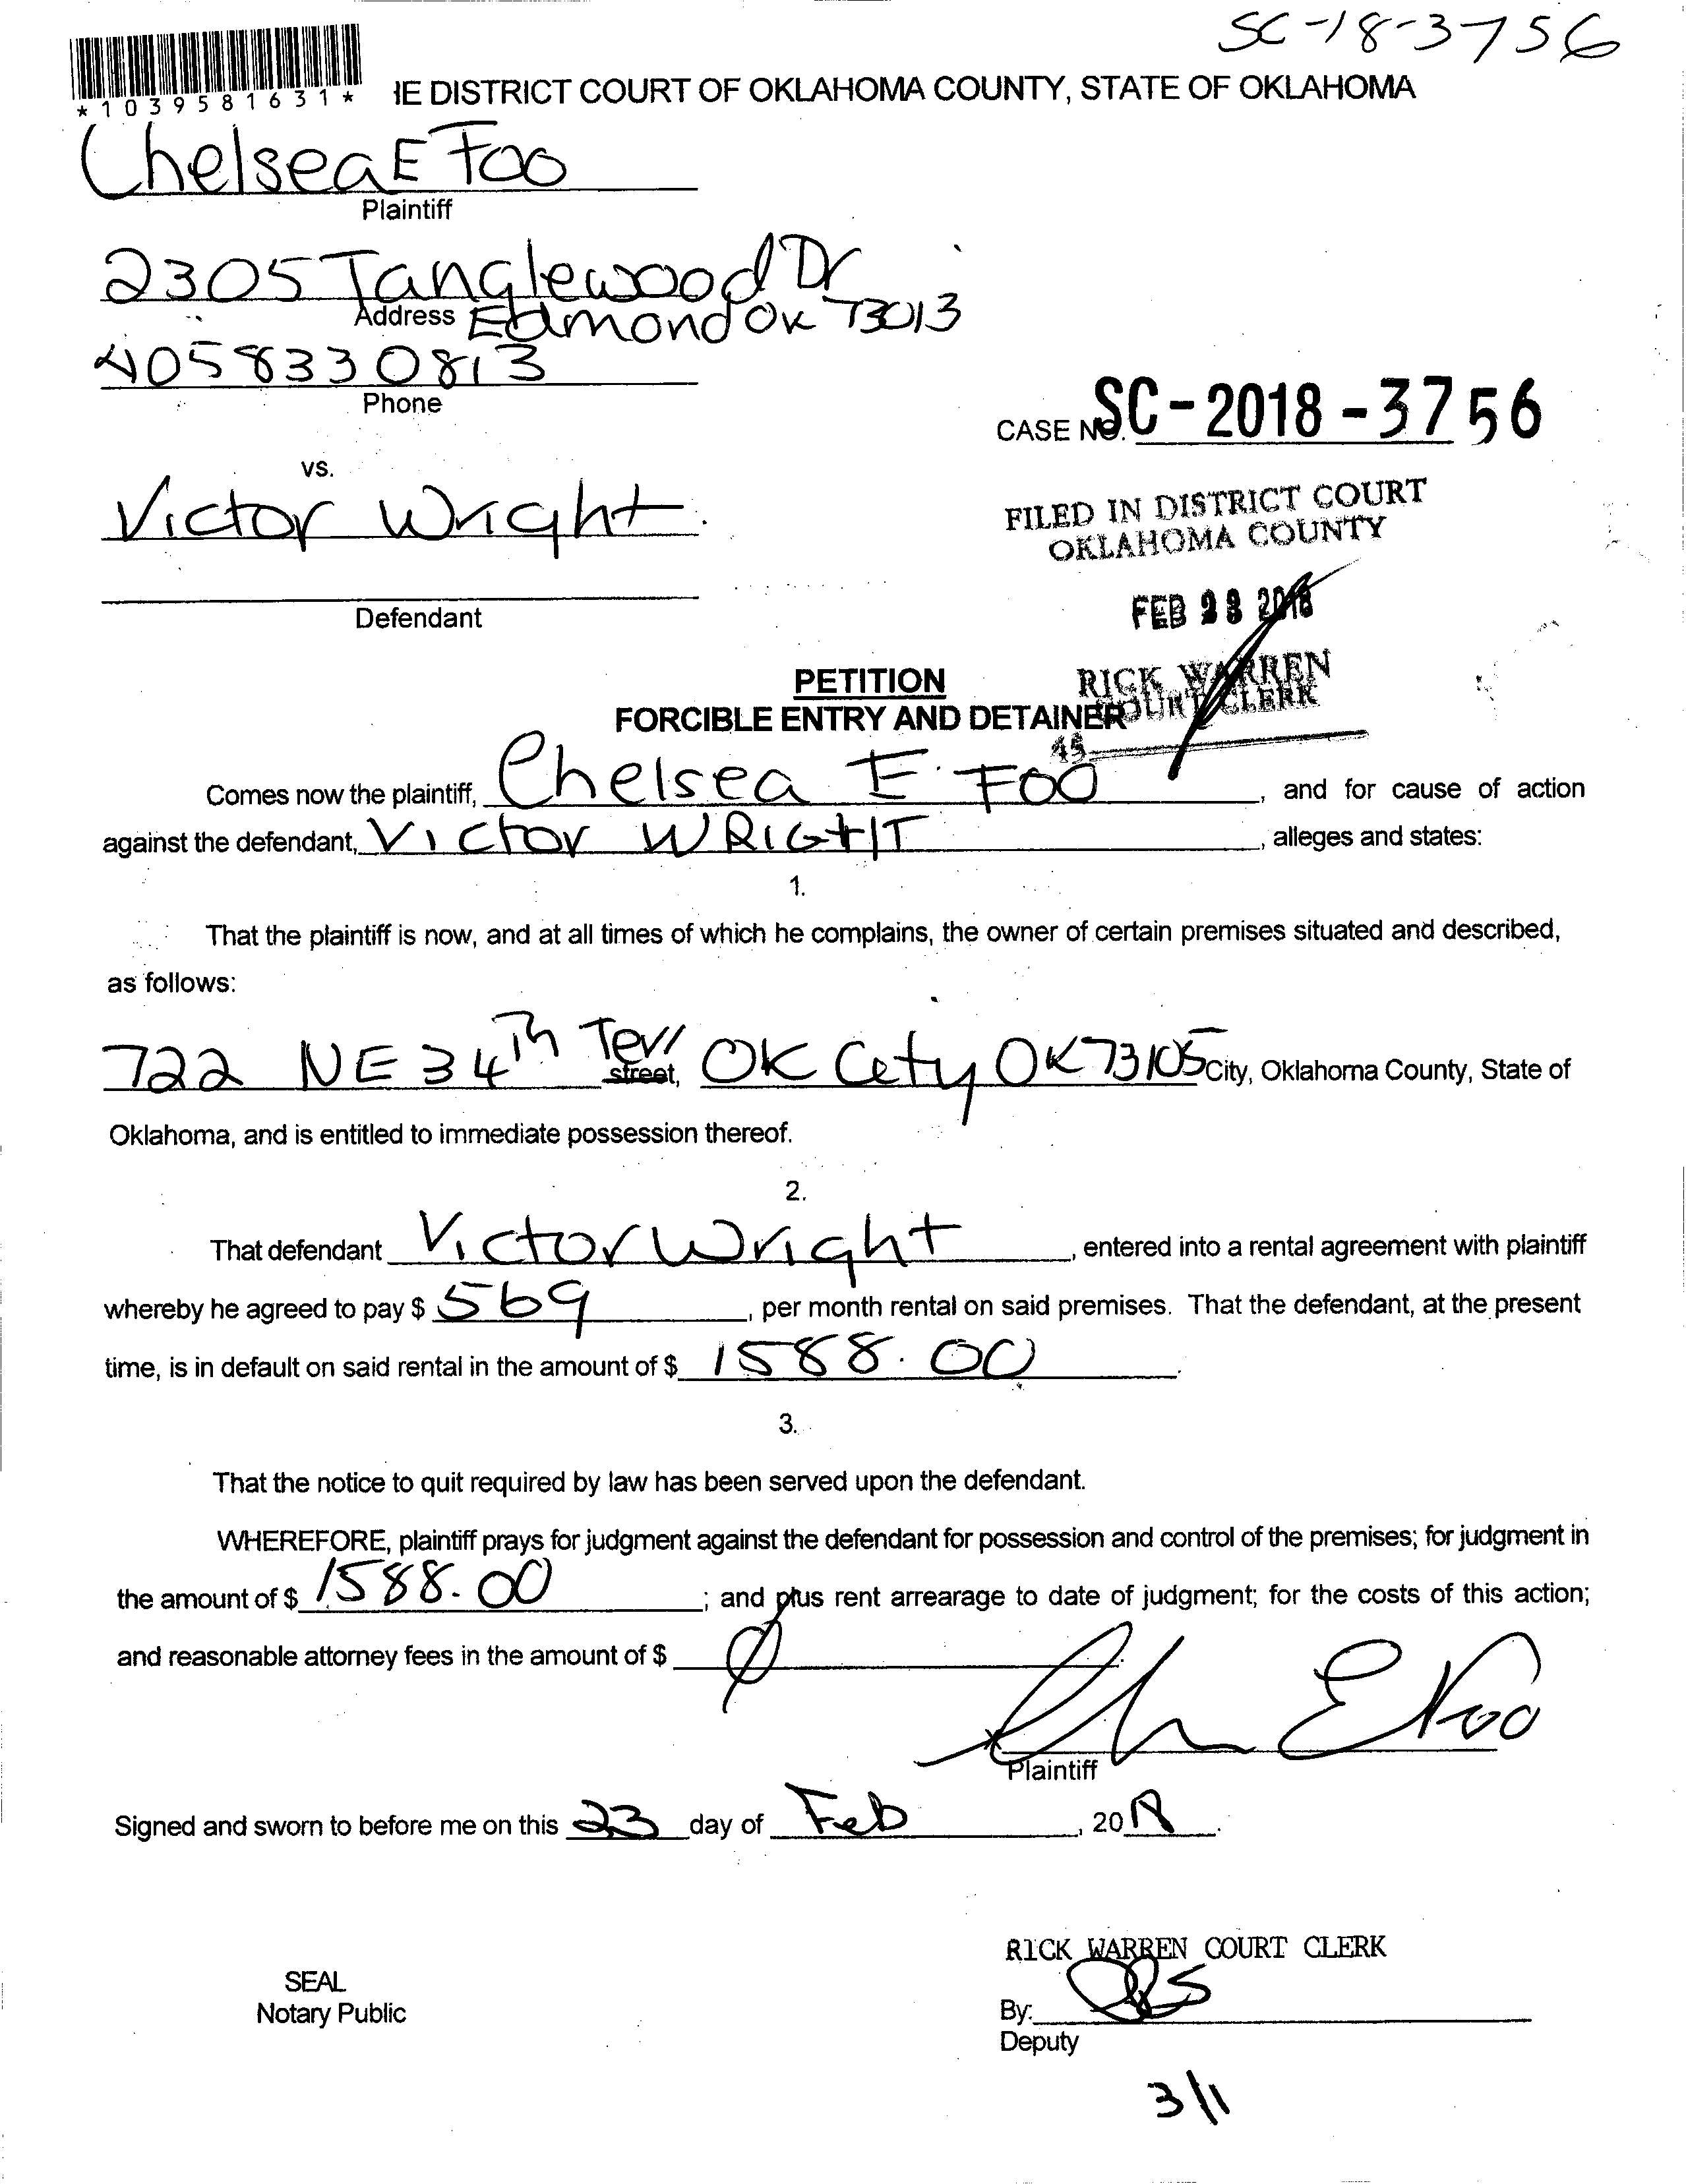 SC-18-3756
*1039581631*
IE DISTRICT COURT OF OKLAHOMA COUNTY, STATE OF OKLAHOMA
Chelsea E Foo
Plaintiff
2305 Tanglewood Dr
Address Edmond OK 73013
4058330813
Phone
CASE NO. SC-2018-3756
vs.
Victor Wright
FILED IN DISTRICT COURT
OKLAHOMA COUNTY
FEB 23 2018
Defendant
PETITION
RICK WARREN
COURT CLERK
FORCIBLE ENTRY AND DETAINER
45
Comes now the plaintiff, Chelsea E Foo, and for cause of action
against the defendant, Victor WRIGHT, alleges and states:
1.
That the plaintiff is now, and at all times of which he complains, the owner of certain premises situated and described,
as follows:
722 NE 34th Terr street, OK City OK 73105 City, Oklahoma County, State of
Oklahoma, and is entitled to immediate possession thereof.
2.
That defendant Victor Wright, entered into a rental agreement with plaintiff
whereby he agreed to pay $ 569, per month rental on said premises. That the defendant, at the present
time, is in default on said rental in the amount of $ 1588.00.
3.
That the notice to quit required by law has been served upon the defendant.
WHEREFORE, plaintiff prays for judgment against the defendant for possession and control of the premises; for judgment in
the amount of $ 1588.00; and plus rent arrearage to date of judgment; for the costs of this action;
and reasonable attorney fees in the amount of $ Ø
Plaintiff
Signed and sworn to before me on this 23 day of Feb, 2018.
RICK WARREN COURT CLERK
SEAL
Notary Public
By:
Deputy
3/1